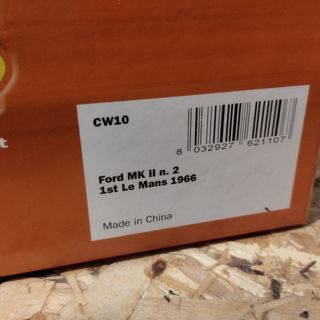 CW10
8 032927 621107
Ford MK II n. 2
1st Le Mans 1966
Made in China